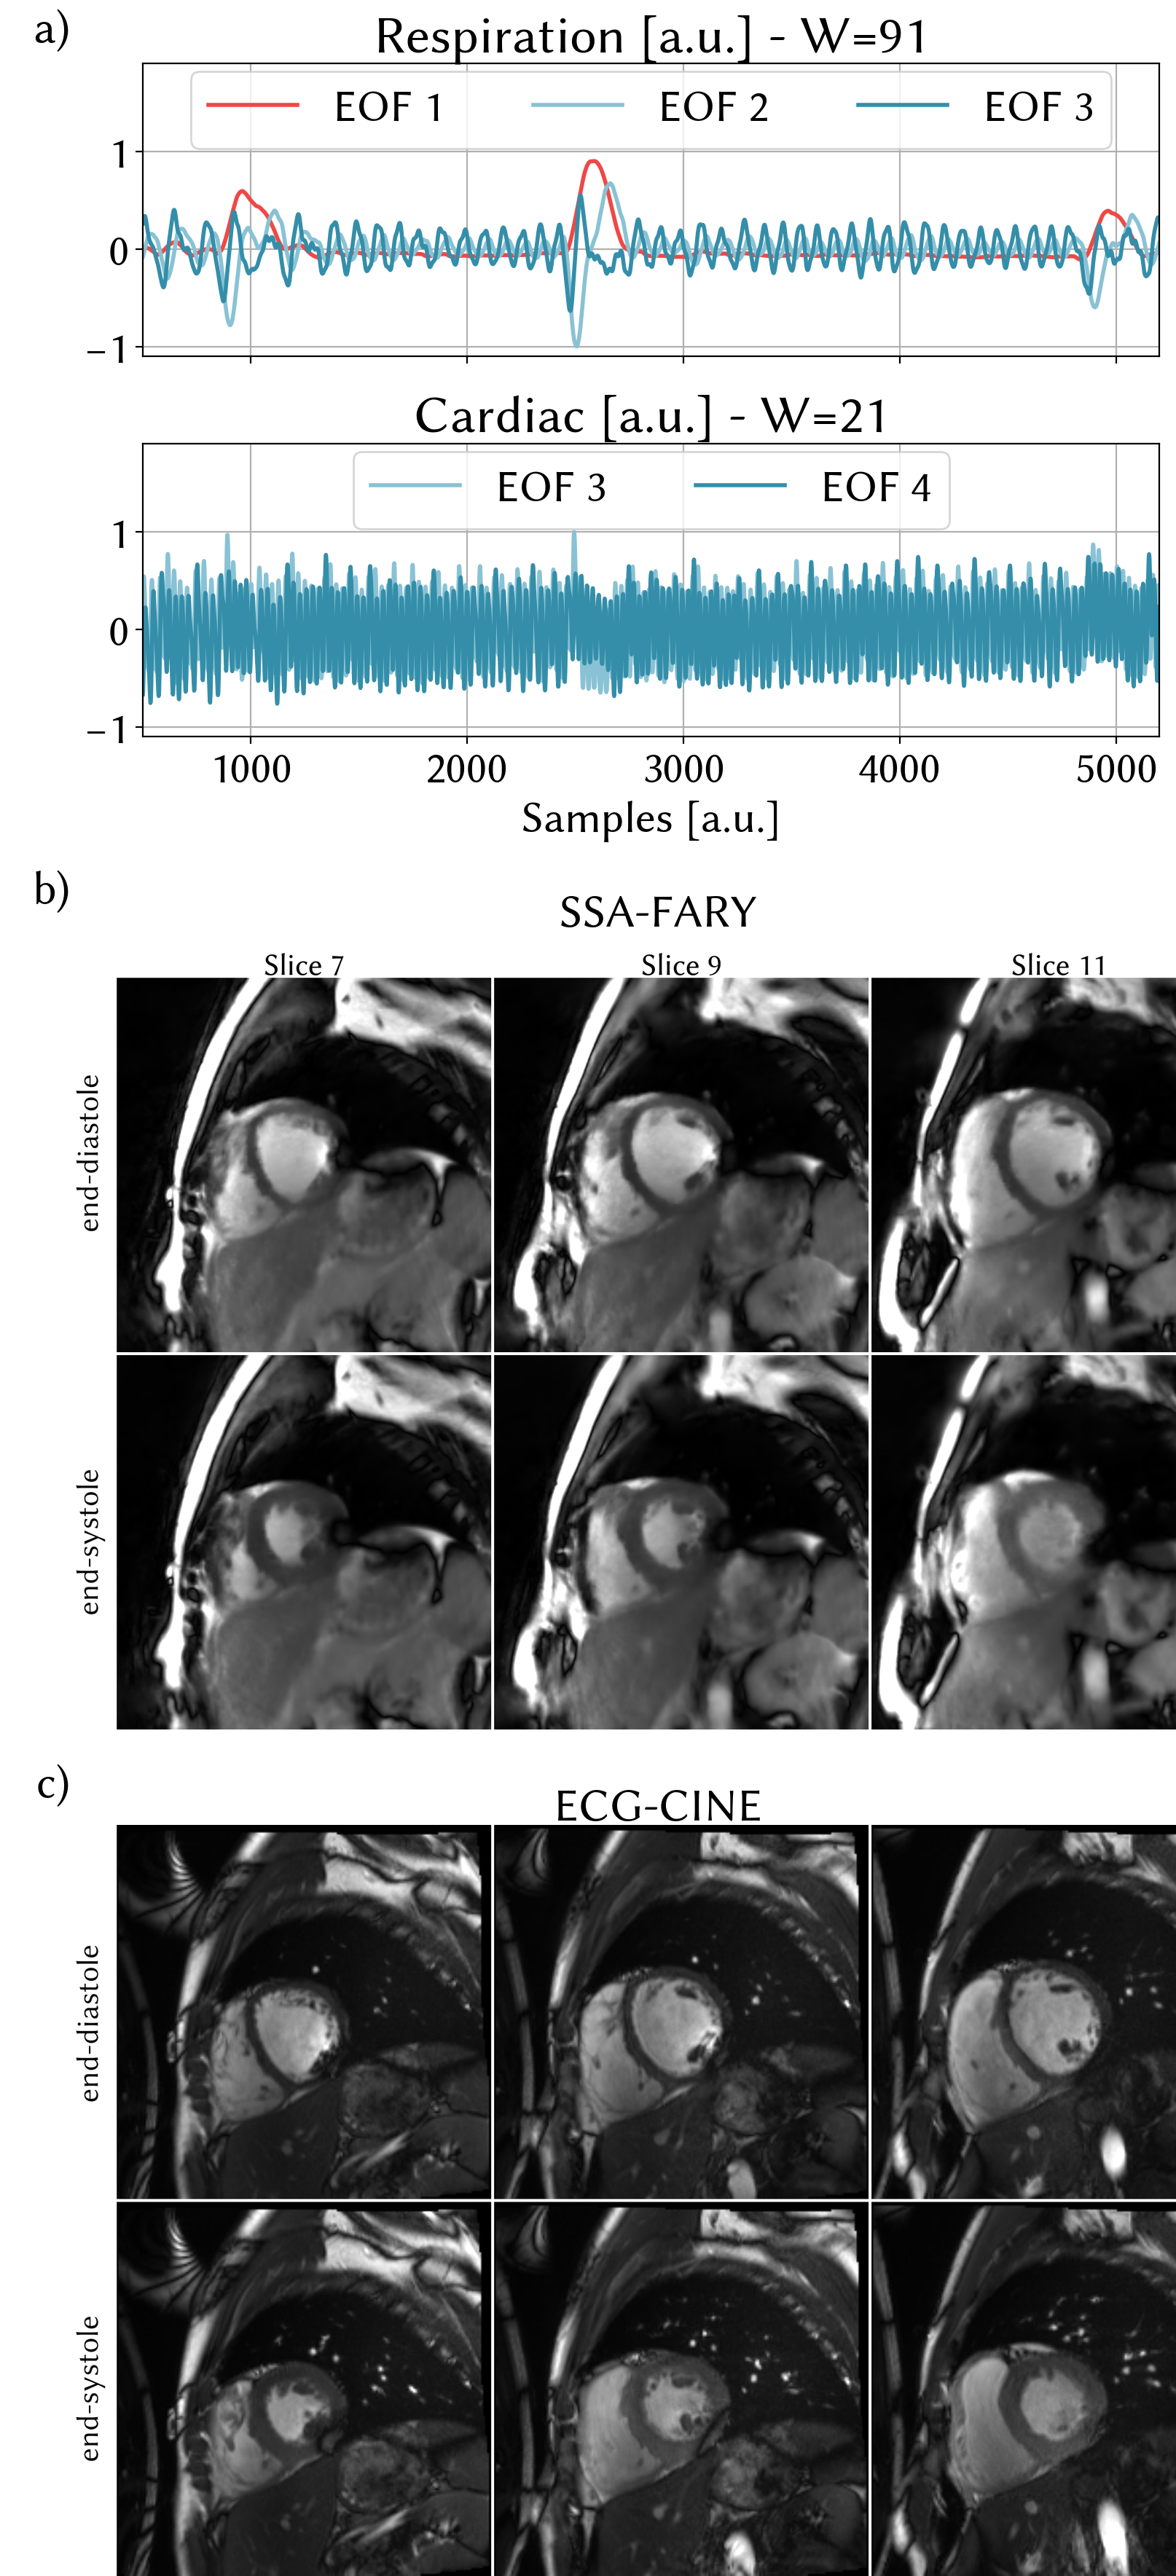 a)
Respiration [a.u.] - W=91
EOF 1 EOF 2 EOF 3
1
0
−1
Cardiac [a.u.] - W=21
EOF 3 EOF 4
1
0
−1
1000 2000 3000 4000 5000
Samples [a.u.]
b)
SSA-FARY
Slice 7 Slice 9 Slice 11
end-diastole
end-systole
c)
ECG-CINE
end-diastole
end-systole